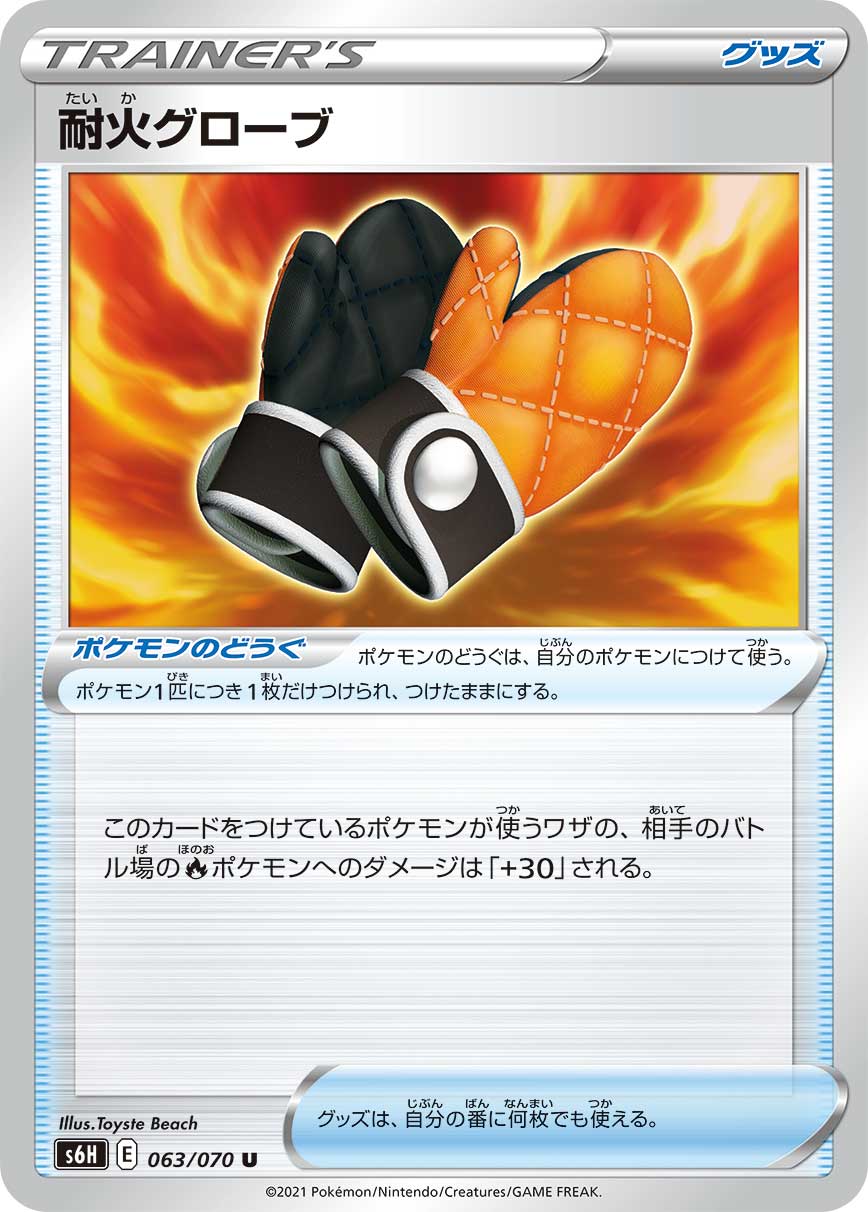 TRAINER'S グッズ
たい か
耐火グローブ
ポケモンのどうぐ ポケモンのどうぐは、自分のポケモンにつけて使う。
ポケモン1匹につき1枚だけつけられ、つけたままにする。
このカードをつけているポケモンが使うワザの、相手のバト
ル場のポケモンへのダメージは「+30」される。
グッズは、自分の番に何枚でも使える。
Illus.Toyste Beach
s6H E 063/070 U
©2021 Pokémon/Nintendo/Creatures/GAME FREAK.